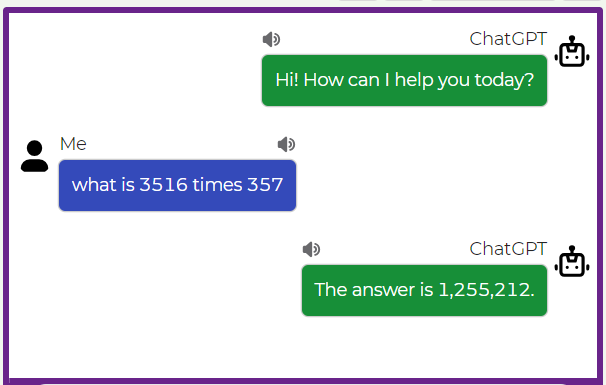 ChatGPT
Hi! How can I help you today?
Me
what is 3516 times 357
ChatGPT
The answer is 1,255,212.